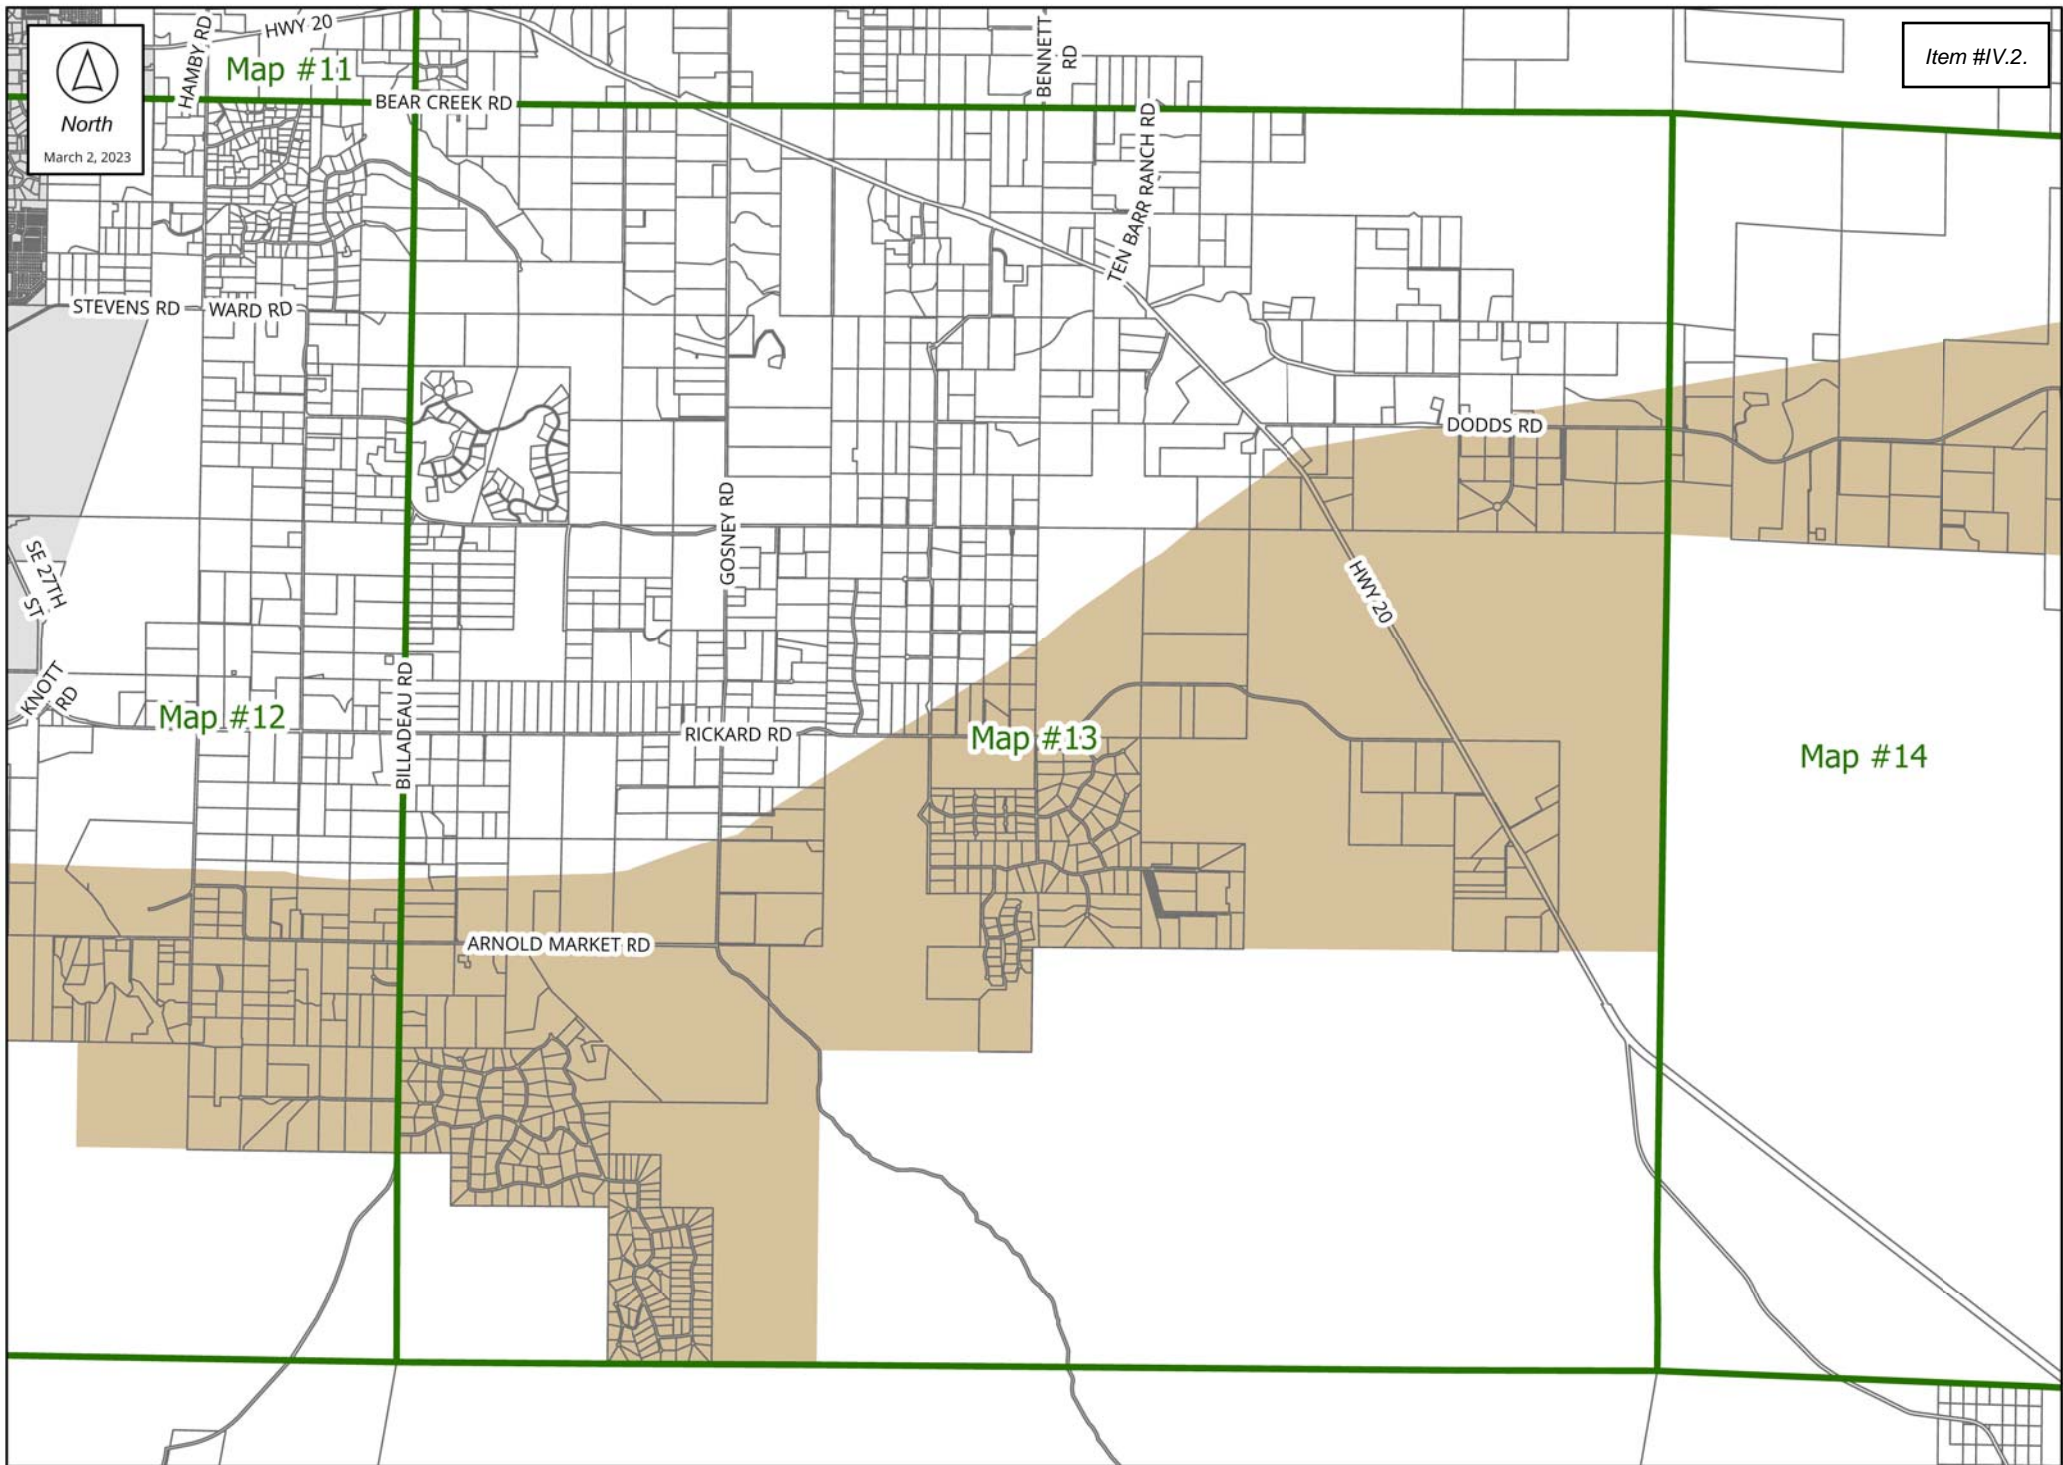 HWY 20
HAMBY RD
Map #11
BENNETT
RD
Item #IV.2.
North
March 2, 2023
BEAR CREEK RD
TEN BARR RANCH RD
STEVENS RD
WARD RD
DODDS RD
GOSNEY RD
SE 27TH
ST
HWY 20
KNOTT
RD
BILLADEAU RD
Map #12
RICKARD RD
Map #13
Map #14
ARNOLD MARKET RD